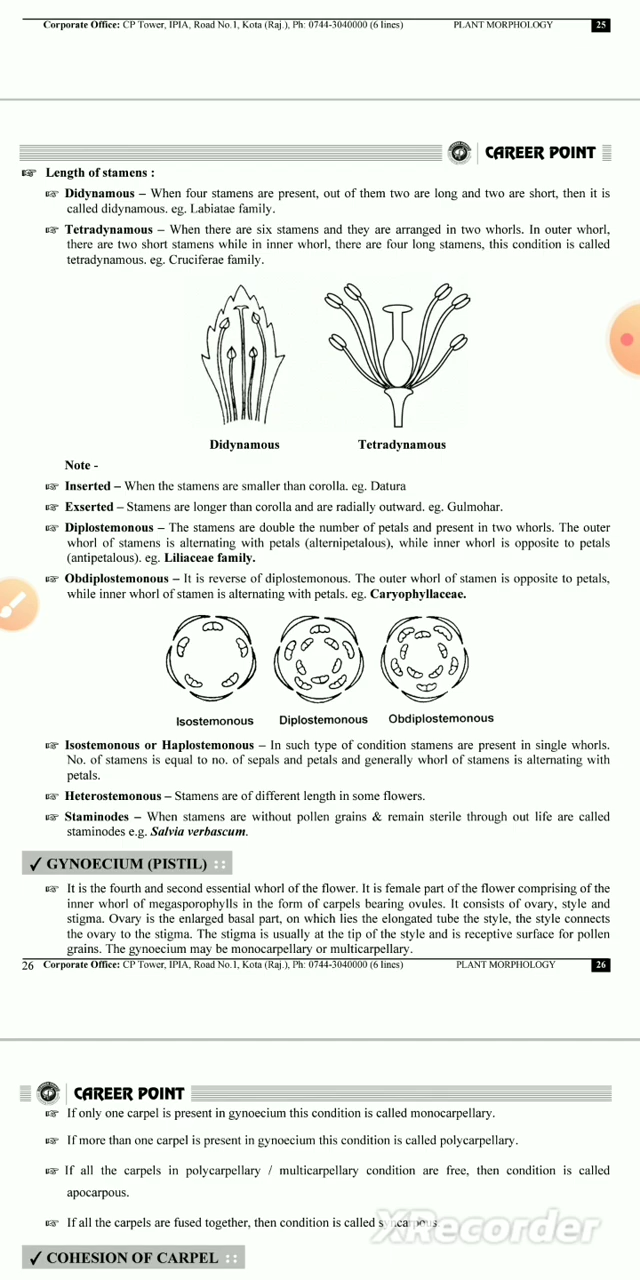 Corporate Office: CP Tower, IPIA, Road No.1, Kota (Raj.), Ph: 0744-3040000 (6 lines) PLANT MORPHOLOGY 25
CAREER POINT
Length of stamens :
Didynamous – When four stamens are present, out of them two are long and two are short, then it is
called didynamous. eg. Labiatae family.
Tetradynamous – When there are six stamens and they are arranged in two whorls. In outer whorl,
there are two short stamens while in inner whorl, there are four long stamens, this condition is called
tetradynamous. eg. Cruciferae family.
Didynamous Tetradynamous
Note -
Inserted – When the stamens are smaller than corolla. eg. Datura
Exserted – Stamens are longer than corolla and are radially outward. eg. Gulmohar.
Diplostemonous – The stamens are double the number of petals and present in two whorls. The outer
whorl of stamens is alternating with petals (alternipetalous), while inner whorl is opposite to petals
(antipetalous). eg. Liliaceae family.
Obdiplostemonous – It is reverse of diplostemonous. The outer whorl of stamen is opposite to petals,
while inner whorl of stamen is alternating with petals. eg. Caryophyllaceae.
Isostemonous Diplostemonous Obdiplostemonous
Isostemonous or Haplostemonous – In such type of condition stamens are present in single whorls.
No. of stamens is equal to no. of sepals and petals and generally whorl of stamens is alternating with
petals.
Heterostemonous – Stamens are of different length in some flowers.
Staminodes – When stamens are without pollen grains & remain sterile through out life are called
staminodes e.g. Salvia verbascum.
✓ GYNOECIUM (PISTIL) ::
It is the fourth and second essential whorl of the flower. It is female part of the flower comprising of the
inner whorl of megasporophylls in the form of carpels bearing ovules. It consists of ovary, style and
stigma. Ovary is the enlarged basal part, on which lies the elongated tube the style, the style connects
the ovary to the stigma. The stigma is usually at the tip of the style and is receptive surface for pollen
grains. The gynoecium may be monocarpellary or multicarpellary.
26 Corporate Office: CP Tower, IPIA, Road No.1, Kota (Raj.), Ph: 0744-3040000 (6 lines) PLANT MORPHOLOGY 26
CAREER POINT
If only one carpel is present in gynoecium this condition is called monocarpellary.
If more than one carpel is present in gynoecium this condition is called polycarpellary.
If all the carpels in polycarpellary / multicarpellary condition are free, then condition is called
apocarpous.
If all the carpels are fused together, then condition is called syncarpous.
XRecorder
✓ COHESION OF CARPEL ::